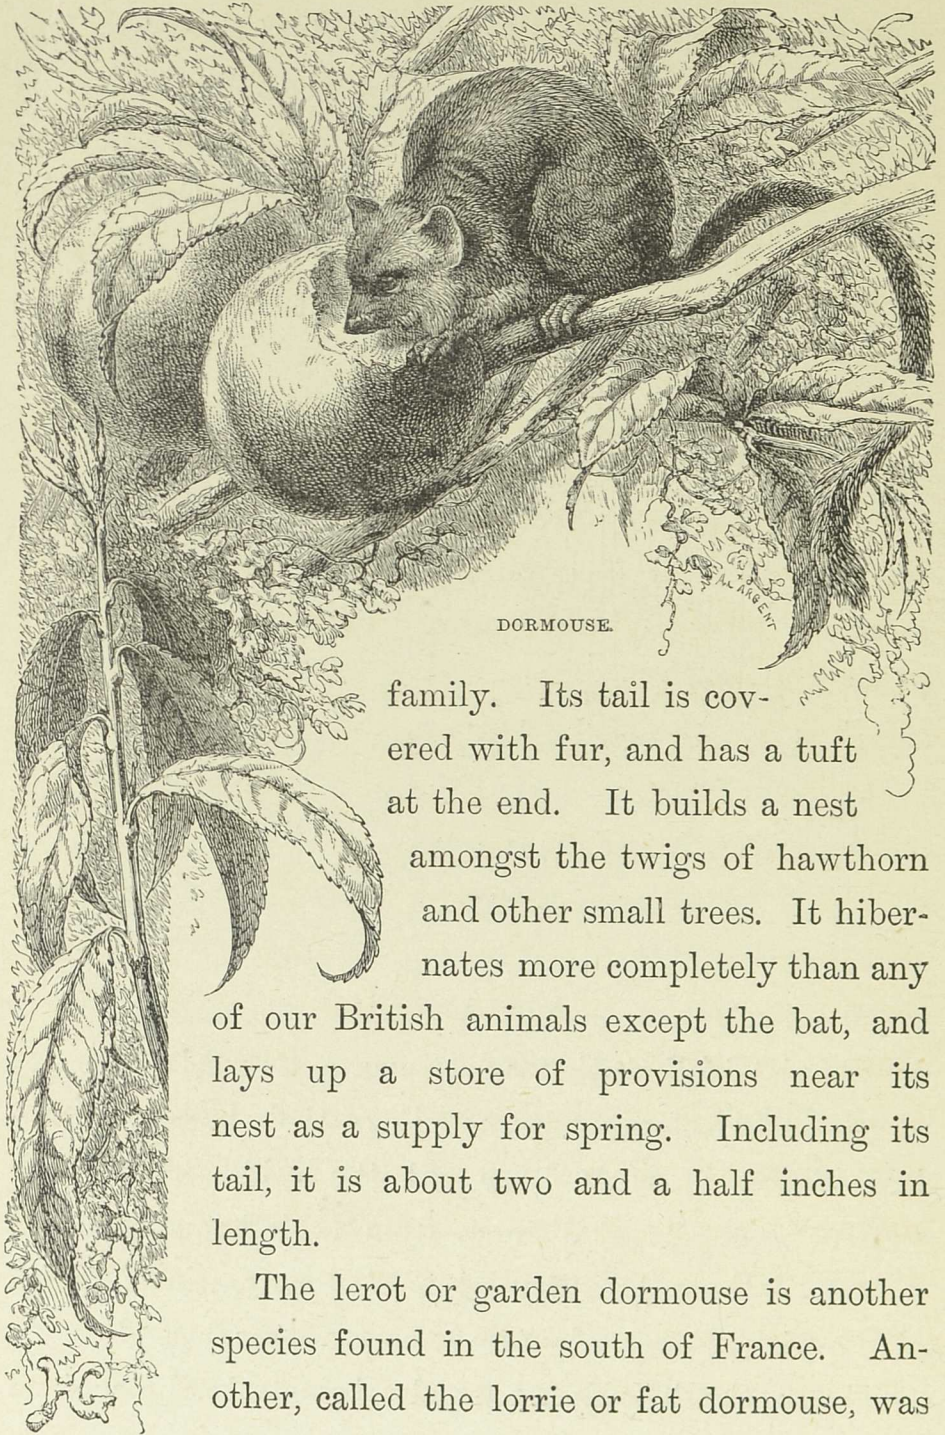 DORMOUSE.
family. Its tail is cov-
ered with fur, and has a tuft
at the end. It builds a nest
amongst the twigs of hawthorn
and other small trees. It hiber-
nates more completely than any
of our British animals except the bat, and
lays up a store of provisions near its
nest as a supply for spring. Including its
tail, it is about two and a half inches in
length.
The lerot or garden dormouse is another
species found in the south of France. An-
other, called the lorrie or fat dormouse, was